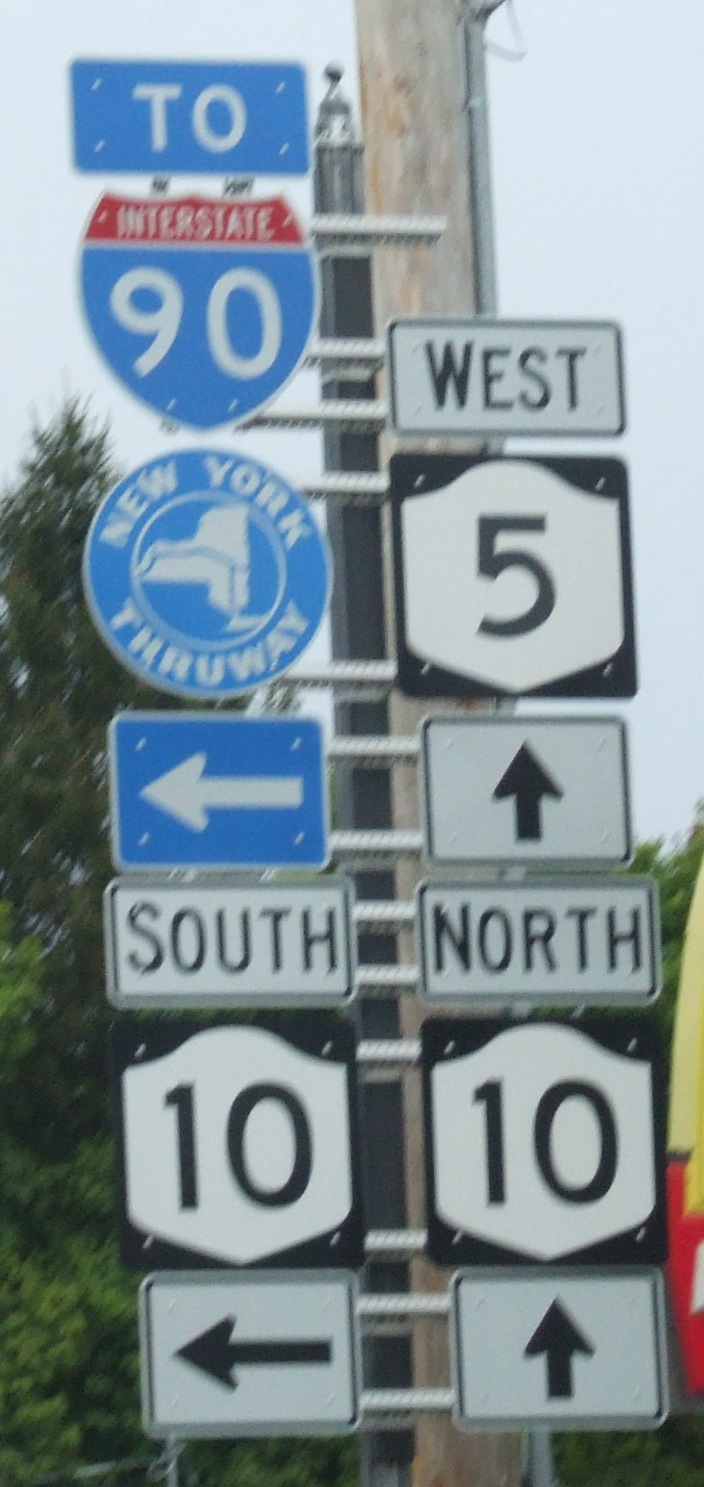 TO
INTERSTATE
90
NEW YORK
THRUWAY
WEST
5
SOUTH
10
NORTH
10